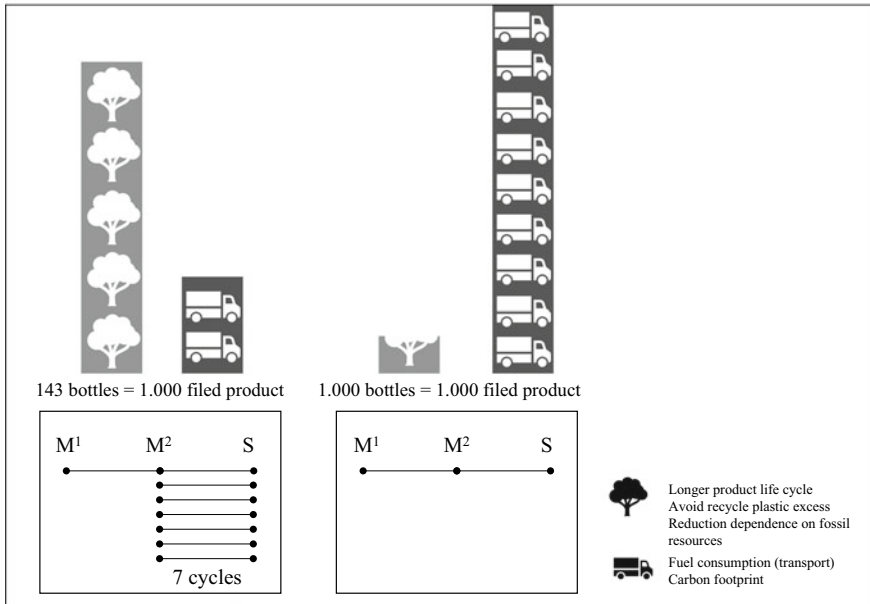 143 bottles = 1.000 filed product
1.000 bottles = 1.000 filed product
M¹ M² S
7 cycles
M¹ M² S
Longer product life cycle
Avoid recycle plastic excess
Reduction dependence on fossil
resources
Fuel consumption (transport)
Carbon footprint